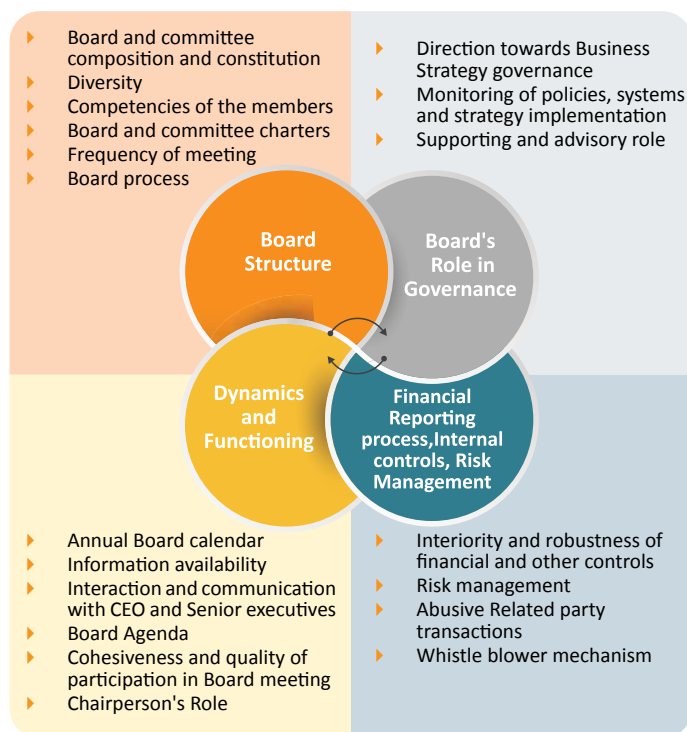 Board and committee
composition and constitution
Diversity
Competencies of the members
Board and committee charters
Frequency of meeting
Board process
Direction towards Business
Strategy governance
Monitoring of policies, systems
and strategy implementation
Supporting and advisory role
Board
Structure
Board's
Role in
Governance
Dynamics
and
Functioning
Financial
Reporting
process,Internal
controls, Risk
Management
Annual Board calendar
Information availability
Interaction and communication
with CEO and Senior executives
Board Agenda
Cohesiveness and quality of
participation in Board meeting
Chairperson's Role
Interiority and robustness of
financial and other controls
Risk management
Abusive Related party
transactions
Whistle blower mechanism